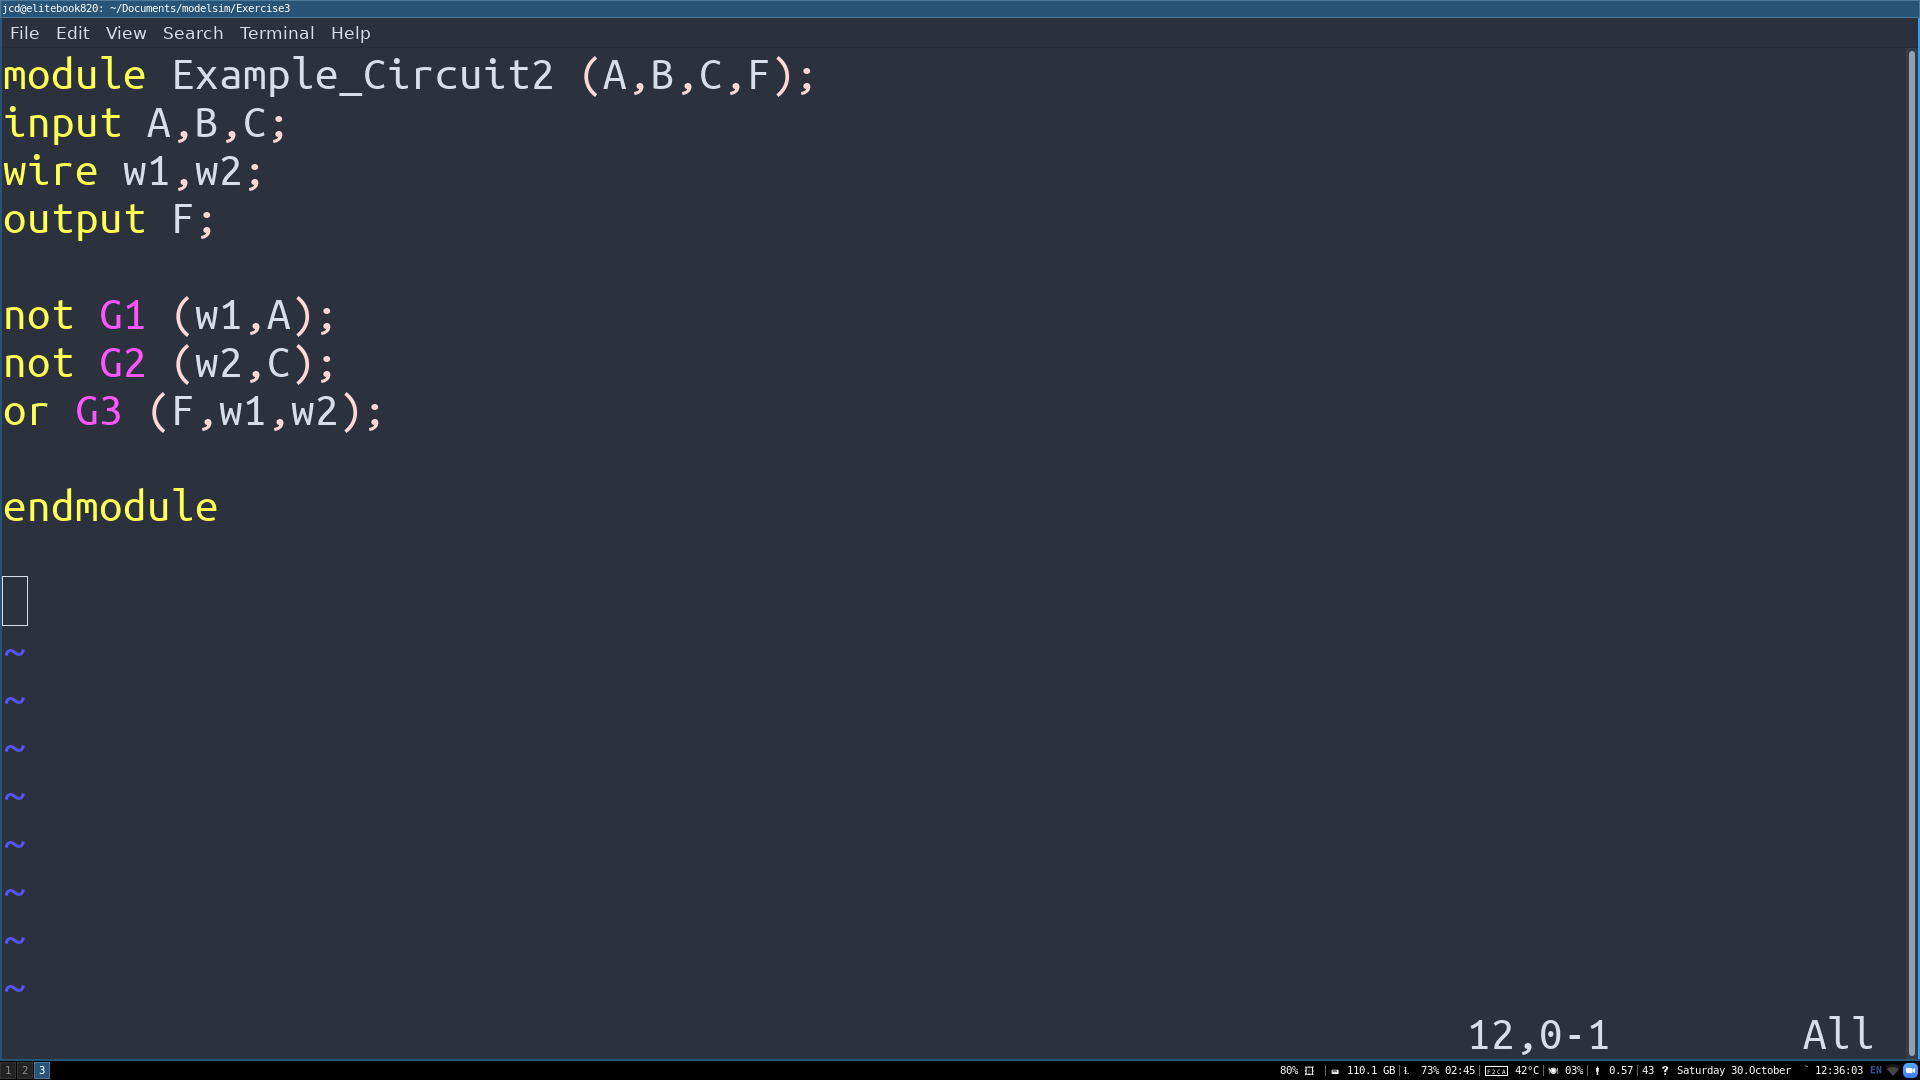 jcd@elitebook820: ~/Documents/modelsim/Exercise3
File Edit View Search Terminal Help
module Example_Circuit2 (A,B,C,F);
input A,B,C;
wire w1,w2;
output F;
not G1 (w1,A);
not G2 (w2,C);
or G3 (F,w1,w2);
endmodule
~
~
~
~
~
~
~
~
12,0-1 All
1 2 3 80% | 110.1 GB| 73% 02:45| 42°C| 03%| 0.57| 43 ? Saturday 30.October 12:36:03 EN